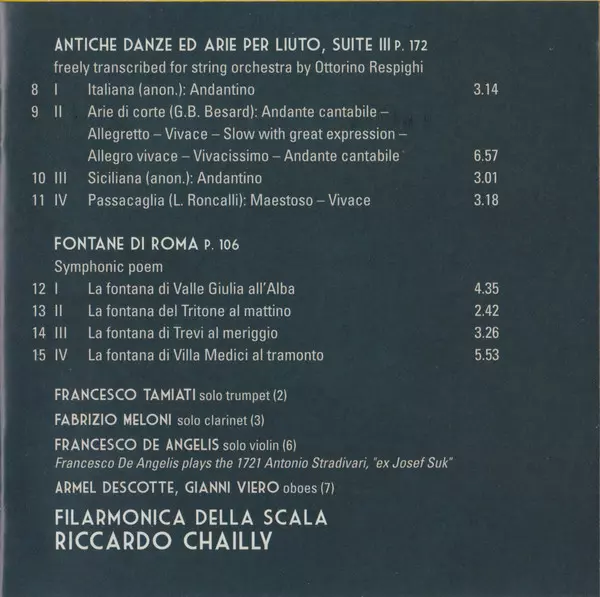 ANTICHE DANZE ED ARIE PER LIUTO, SUITE III P. 172
freely transcribed for string orchestra by Ottorino Respighi
8 I Italiana (anon.): Andantino 3.14
9 II Arie di corte (G.B. Besard): Andante cantabile –
Allegretto – Vivace – Slow with great expression –
Allegro vivace – Vivacissimo – Andante cantabile 6.57
10 III Siciliana (anon.): Andantino 3.01
11 IV Passacaglia (L. Roncalli): Maestoso – Vivace 3.18
FONTANE DI ROMA P. 106
Symphonic poem
12 I La fontana di Valle Giulia all'Alba 4.35
13 II La fontana del Tritone al mattino 2.42
14 III La fontana di Trevi al meriggio 3.26
15 IV La fontana di Villa Medici al tramonto 5.53
FRANCESCO TAMIATI solo trumpet (2)
FABRIZIO MELONI solo clarinet (3)
FRANCESCO DE ANGELIS solo violin (6)
Francesco De Angelis plays the 1721 Antonio Stradivari, "ex Josef Suk"
ARMEL DESCOTTE, GIANNI VIERO oboes (7)
FILARMONICA DELLA SCALA
RICCARDO CHAILLY